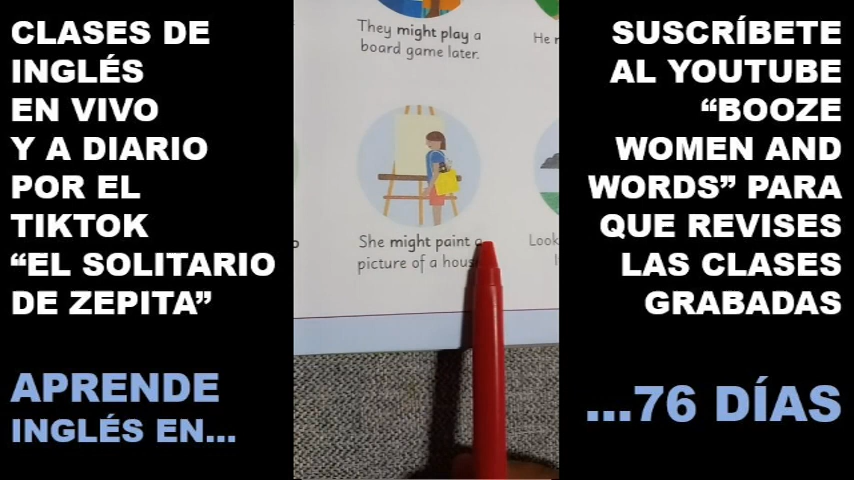 CLASES DE
INGLÉS
EN VIVO
Y A DIARIO
POR EL
TIKTOK
“EL SOLITARIO
DE ZEPITA”
APRENDE
INGLÉS EN...
They might play a
board game later.
He
She might paint a
picture of a
Look
SUSCRÍBETE
AL YOUTUBE
“BOOZE
WOMEN AND
WORDS” PARA
QUE REVISES
LAS CLASES
GRABADAS
...76 DÍAS